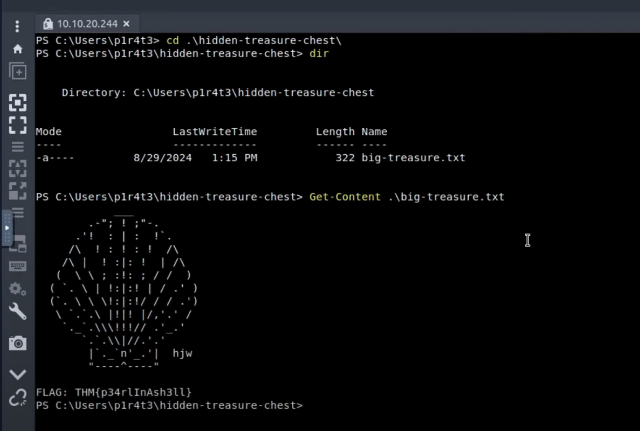 10.10.20.244 ×
PS C:\Users\p1r4t3> cd .\hidden-treasure-chest\
PS C:\Users\p1r4t3\hidden-treasure-chest> dir
Directory: C:\Users\p1r4t3\hidden-treasure-chest
Mode                LastWriteTime         Length Name
----                -------------         ------ ----
-a----        8/29/2024   1:15 PM            322 big-treasure.txt
PS C:\Users\p1r4t3\hidden-treasure-chest> Get-Content .\big-treasure.txt
hjw
FLAG: THM{p34rlInAsh3ll}
PS C:\Users\p1r4t3\hidden-treasure-chest>